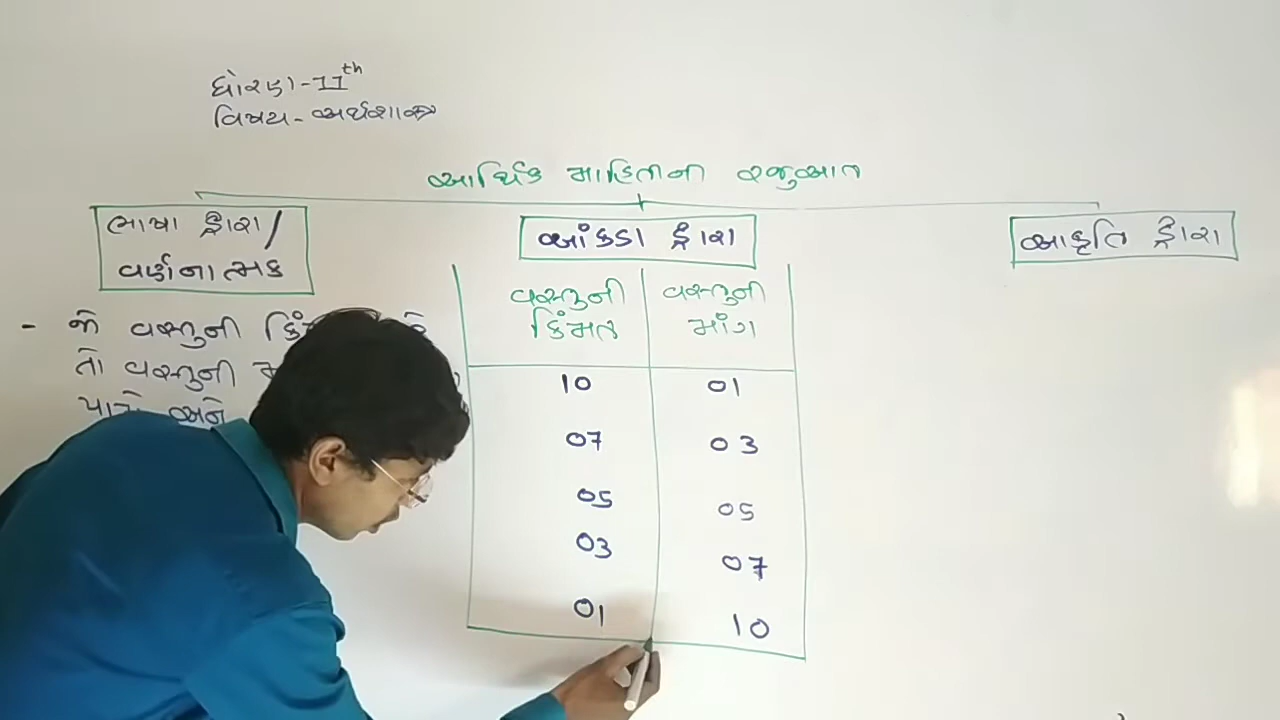 ધોરણ-11th
વિષય-અર્થશાસ્ત્ર
આર્થિક માહિતીની રજુઆત
ભાષા દ્વારા/
વર્ણનાત્મક
- જો વસ્તુની
તો વસ્તુની
અને
આંકડા દ્વારા
વસ્તુની વસ્તુની
કિંમત માંગ
10 01
07 03
05 05
03 07
01 10
આકૃતિ દ્વારા